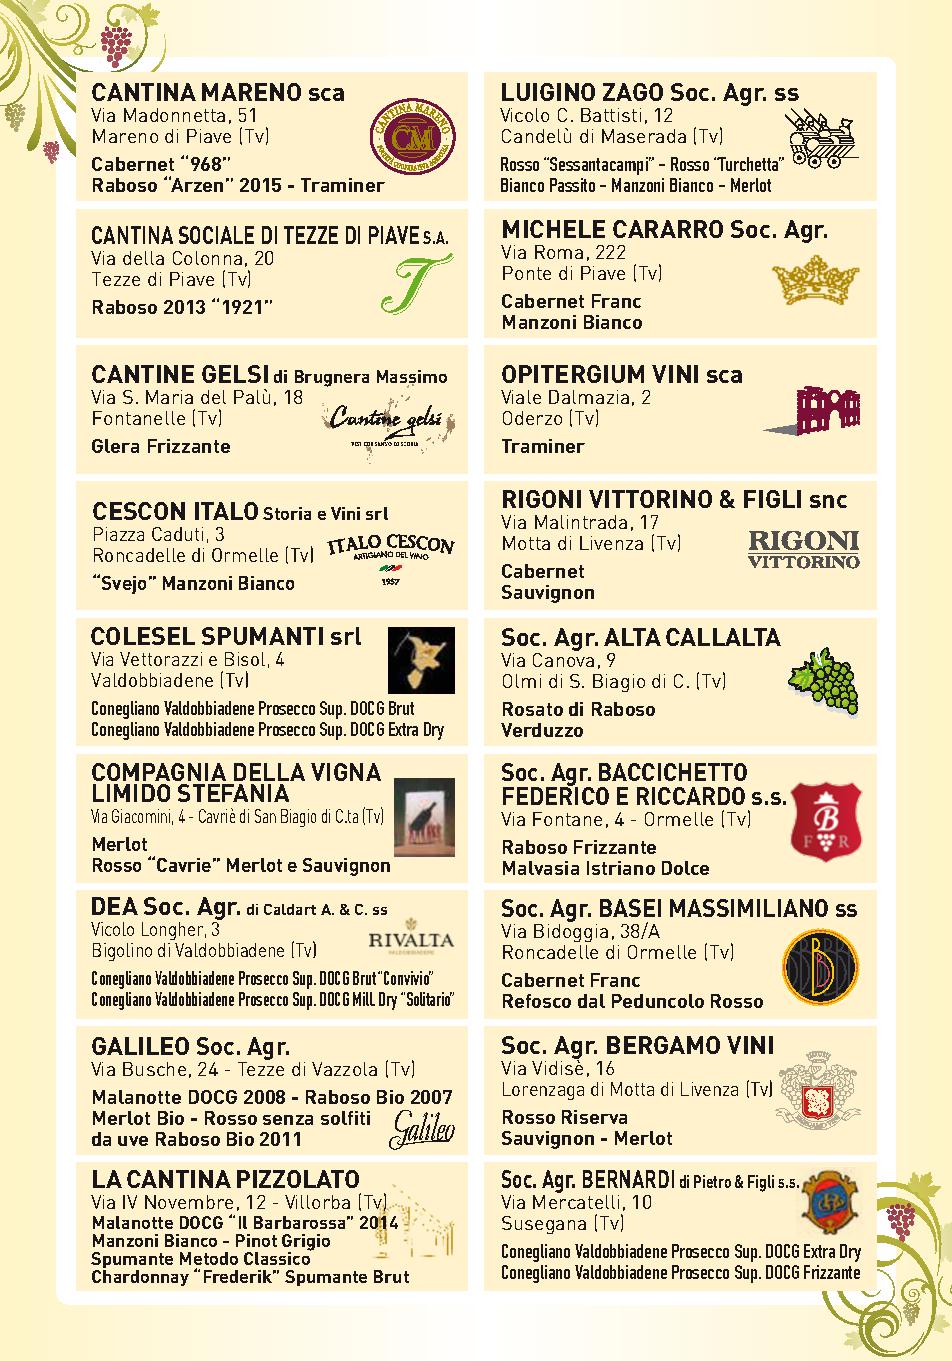 CANTINA MARENO sca
Via Madonnetta, 51
Mareno di Piave (Tv)
Cabernet “968”
Raboso “Arzen” 2015 - Traminer
CANTINA MARENO
CM
CANTINA SOCIALE DI TEZZE DI PIAVE S.A.
Via della Colonna, 20
Tezze di Piave (Tv)
Raboso 2013 “1921”
T
CANTINE GELSI di Brugnera Massimo
Via S. Maria del Palù, 18
Fontanelle (Tv)
Glera Frizzante
Cantine gelsi
CESCON ITALO Storia e Vini srl
Piazza Caduti, 3
Roncadelle di Ormelle (Tv)
“Svejo” Manzoni Bianco
ITALO CESCON
ARTIGIANO DEL VINO
1957
COLESEL SPUMANTI srl
Via Vettorazzi e Bisol, 4
Valdobbiadene (Tv)
Conegliano Valdobbiadene Prosecco Sup. DOCG Brut
Conegliano Valdobbiadene Prosecco Sup. DOCG Extra Dry
COMPAGNIA DELLA VIGNA
LIMIDO STEFANIA
Via Giacomini, 4 - Cavriè di San Biagio di C.ta (Tv)
Merlot
Rosso “Cavrie” Merlot e Sauvignon
DEA Soc. Agr. di Caldart A. & C. ss
Vicolo Longher, 3
Bigolino di Valdobbiadene (Tv)
Conegliano Valdobbiadene Prosecco Sup. DOCG Brut “Convivio”
Conegliano Valdobbiadene Prosecco Sup. DOCG Mill. Dry “Solitario”
RIVALTA
VALDOBBIADENE
GALILEO Soc. Agr.
Via Busche, 24 - Tezze di Vazzola (Tv)
Malanotte DOCG 2008 - Raboso Bio 2007
Merlot Bio - Rosso senza solfiti
da uve Raboso Bio 2011
Galileo
LA CANTINA PIZZOLATO
Via IV Novembre, 12 - Villorba (Tv)
Malanotte DOCG “Il Barbarossa” 2014
Manzoni Bianco - Pinot Grigio
Spumante Metodo Classico
Chardonnay “Frederik” Spumante Brut
LUIGINO ZAGO Soc. Agr. ss
Vicolo C. Battisti, 12
Candelù di Maserada (Tv)
Rosso “Sessantacampi” - Rosso “Turchetta”
Bianco Passito - Manzoni Bianco - Merlot
MICHELE CARARRO Soc. Agr.
Via Roma, 222
Ponte di Piave (Tv)
Cabernet Franc
Manzoni Bianco
OPITERGIUM VINI sca
Viale Dalmazia, 2
Oderzo (Tv)
Traminer
RIGONI VITTORINO & FIGLI snc
Via Malintrada, 17
Motta di Livenza (Tv)
Cabernet
Sauvignon
RIGONI
VITTORINO
Soc. Agr. ALTA CALLALTA
Via Canova, 9
Olmi di S. Biagio di C. (Tv)
Rosato di Raboso
Verduzzo
Soc. Agr. BACCICHETTO
FEDERICO E RICCARDO s.s.
Via Fontane, 4 - Ormelle (Tv)
Raboso Frizzante
Malvasia Istriano Dolce
B
F R
Soc. Agr. BASEI MASSIMILIANO ss
Via Bidoggia, 38/A
Roncadelle di Ormelle (Tv)
Cabernet Franc
Refosco dal Peduncolo Rosso
Soc. Agr. BERGAMO VINI
Via Vidisè, 16
Lorenzaga di Motta di Livenza (Tv)
Rosso Riserva
Sauvignon - Merlot
BERGAMO VINI
Soc. Agr. BERNARDI di Pietro & Figli s.s.
Via Mercatelli, 10
Susegana (Tv)
Conegliano Valdobbiadene Prosecco Sup. DOCG Extra Dry
Conegliano Valdobbiadene Prosecco Sup. DOCG Frizzante